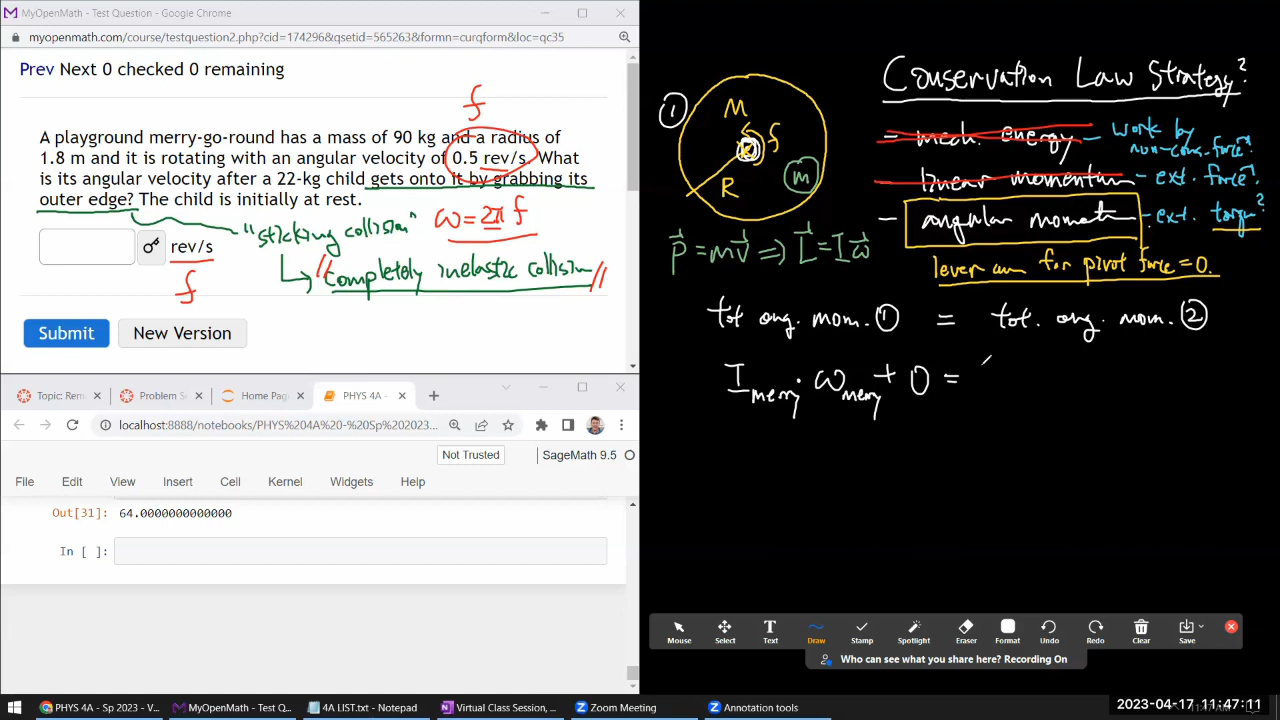 MyOpenMath - Test Question - Google Chrome
myopenmath.com/course/testquestion2.php?cid=174296&qsetid=565263&formn=curqform&loc=qc35
Prev Next 0 checked 0 remaining
f
A playground merry-go-round has a mass of 90 kg and a radius of
1.8 m and it is rotating with an angular velocity of 0.5 rev/s. What
is its angular velocity after a 22-kg child gets onto it by grabbing its
outer edge? The child is initially at rest.
ω = 2π f
"sticking collision"
rev/s
f
"completely inelastic collision"
Submit
New Version
Topic: Rem
Problem S
Home Pag
PHYS 4A -
localhost:8888/notebooks/PHYS%204A%20-%20Sp%202023...
Not Trusted
SageMath 9.5
File Edit View Insert Cell Kernel Widgets Help
Out[31]: 64.0000000000000
In [ ]:
① M f R m
Conservation Law Strategy?
- mech. energy - work by
non-cons. force?
linear momentum - ext. force?
- angular moment - ext. torque?
lever arm for pivot force = 0.
P = mv ⇒ L = Iω
tot ang. mom. ① = tot. ang. mom. ②
I merry ω merry + 0 =
Mouse Select Text Draw Stamp Spotlight Eraser Format Undo Redo Clear Save
Who can see what you share here? Recording On
PHYS 4A - Sp 2023 - V...
MyOpenMath - Test Q...
4A LIST.txt - Notepad
Virtual Class Session, ...
Zoom Meeting
Annotation tools
2023-04-17 11:47:11